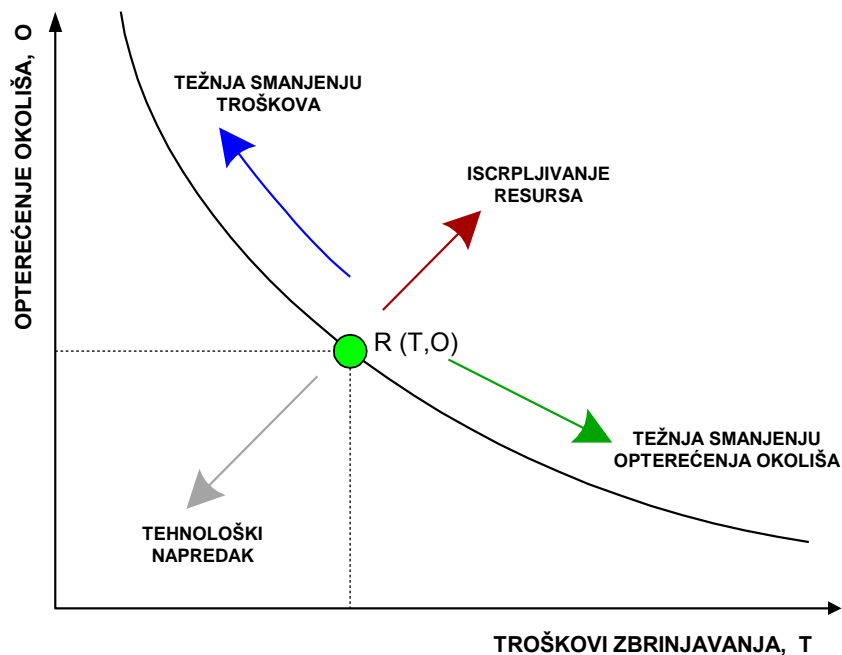 OPTEREĆENJE OKOLIŠA, O
TEŽNJA SMANJENJU
TROŠKOVA
ISCRPLJIVANJE
RESURSA
R (T,O)
TEŽNJA SMANJENJU
OPTEREĆENJA OKOLIŠA
TEHNOLOŠKI
NAPREDAK
TROŠKOVI ZBRINJAVANJA, T